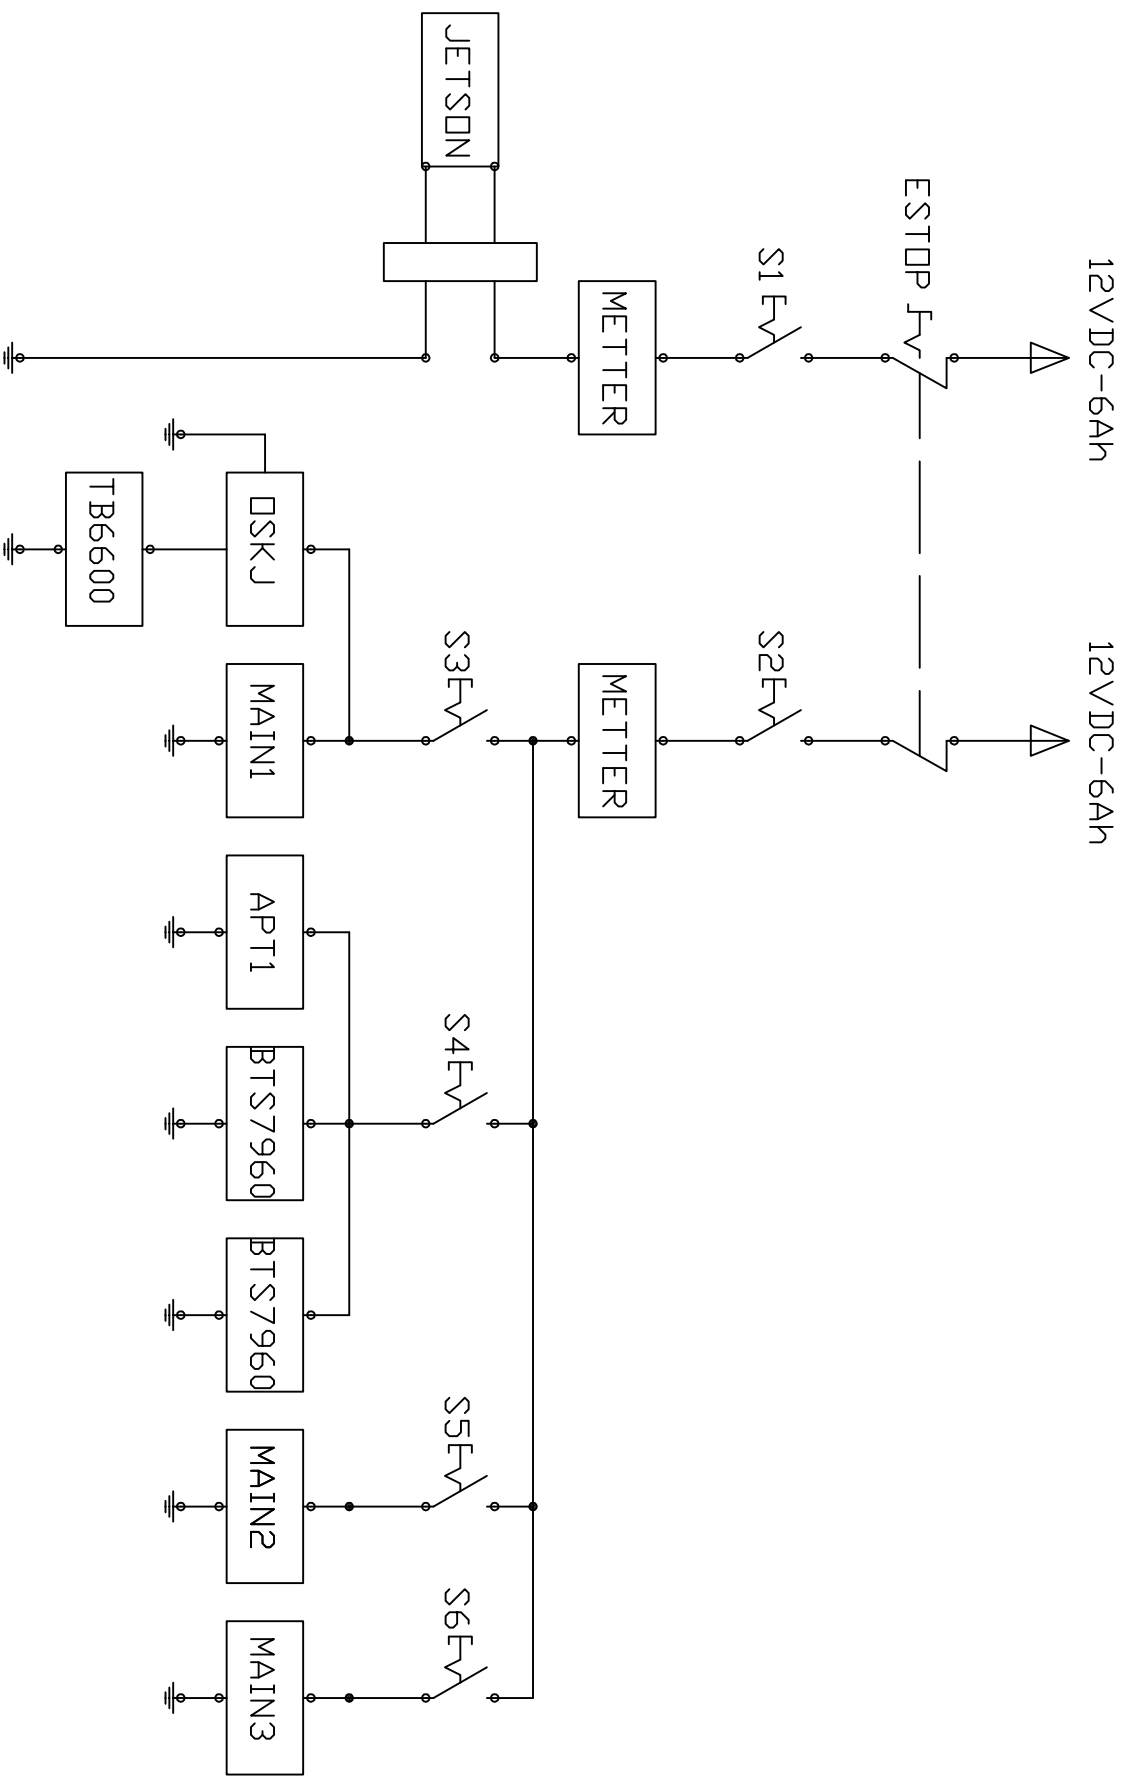 12VDC-6Ah
12VDC-6Ah
ESTOP
S1
S2
METTER
METTER
JETSON
S3
S4
S5
S6
OSKJ
MAIN1
APT1
BTS7960
BTS7960
MAIN2
MAIN3
TB6600